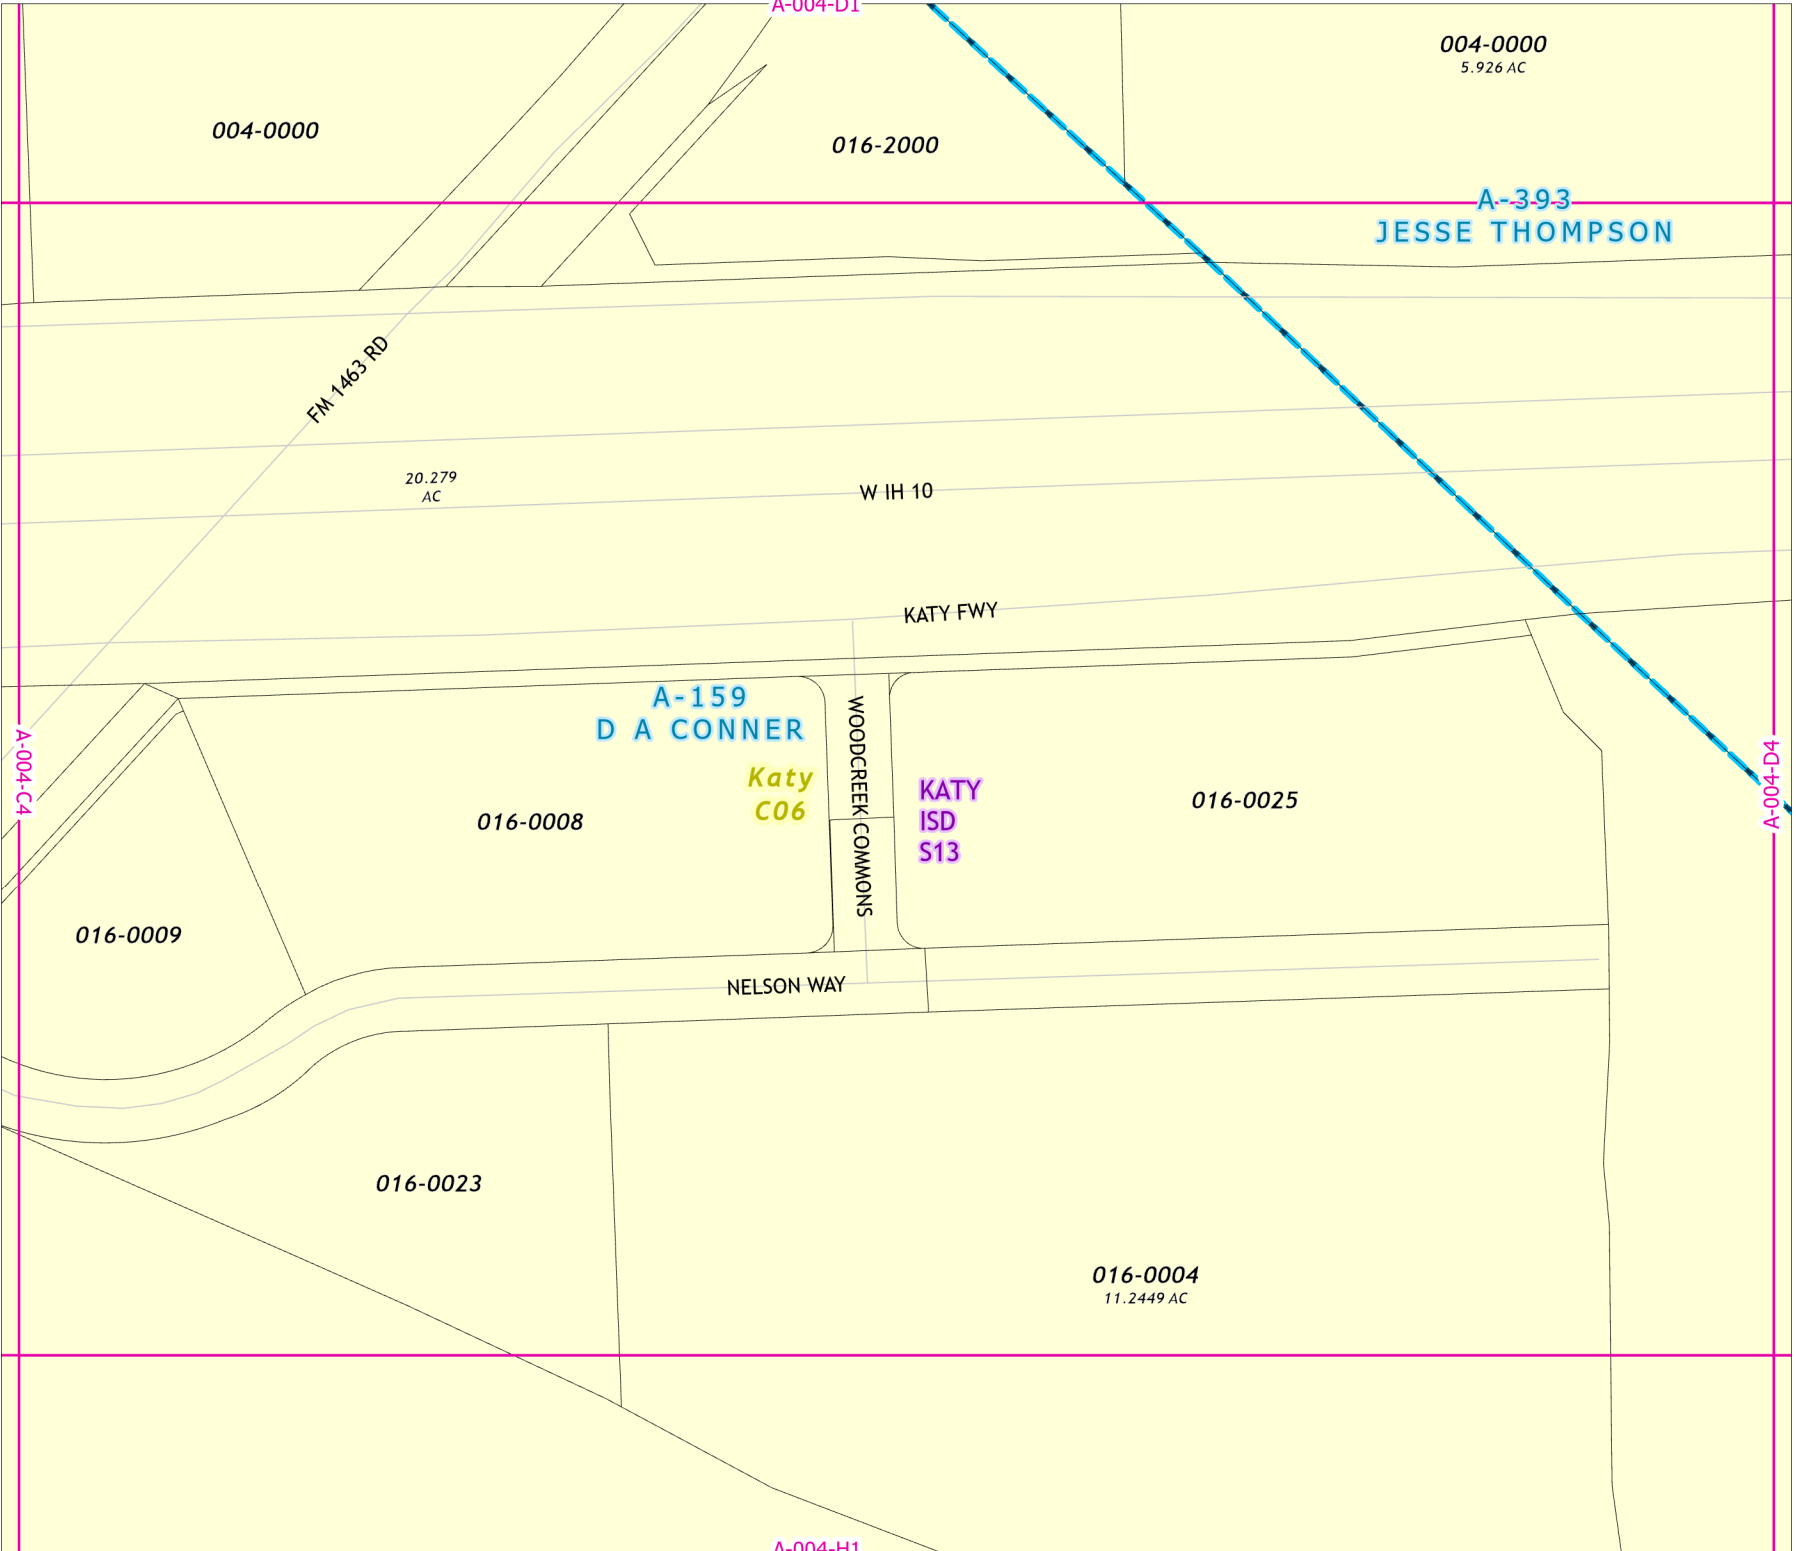 A-004-D1
004-0000
5.926 AC
004-0000
016-2000
A-393
JESSE THOMPSON
FM 1463 RD
20.279
AC
W IH 10
KATY FWY
A-159
D A CONNER
Katy
C06
WOODCREEK COMMONS
KATY
ISD
S13
016-0025
016-0008
A-004-C4
A-004-D4
016-0009
NELSON WAY
016-0023
016-0004
11.2449 AC
A-004-H1